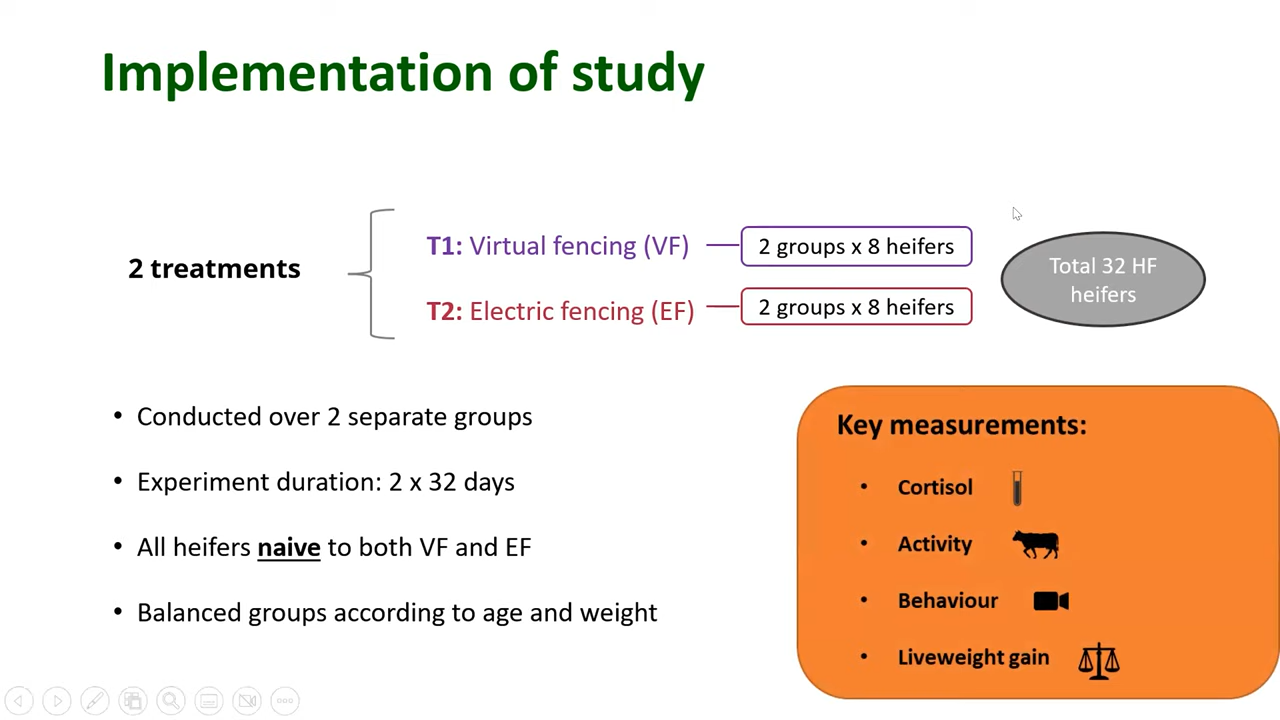 Implementation of study
2 treatments
T1: Virtual fencing (VF)
2 groups x 8 heifers
T2: Electric fencing (EF)
2 groups x 8 heifers
Total 32 HF
heifers
• Conducted over 2 separate groups
• Experiment duration: 2 x 32 days
• All heifers naive to both VF and EF
• Balanced groups according to age and weight
Key measurements:
• Cortisol
• Activity
• Behaviour
• Liveweight gain